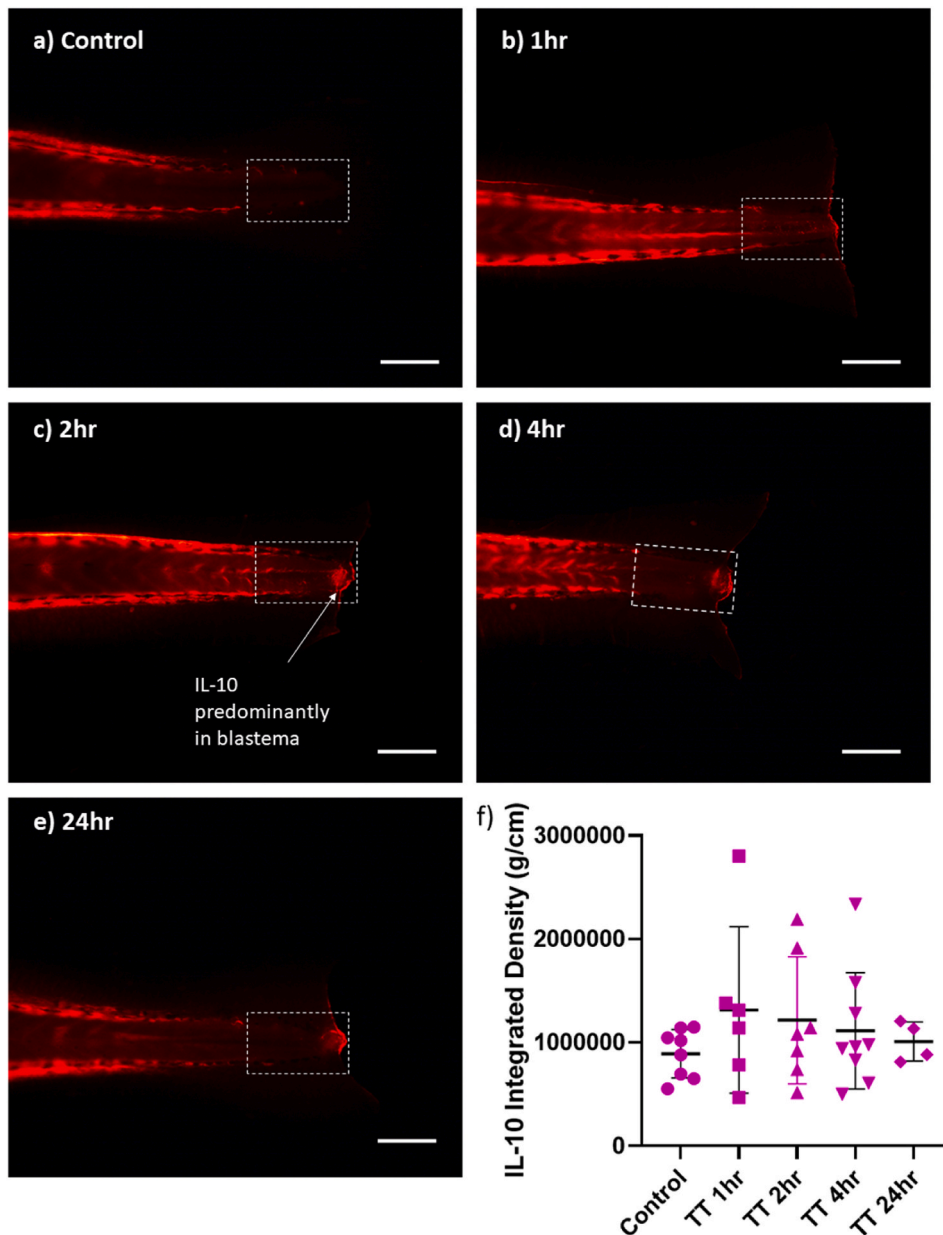 a) Control
b) 1hr
c) 2hr
d) 4hr
IL-10
predominantly
in blastema
e) 24hr
f)
IL-10 Integrated Density (g/cm)
3000000
2000000
1000000
0
Control
TT 1hr
TT 2hr
TT 4hr
TT 24hr